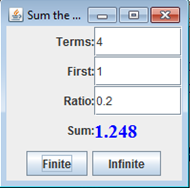 Sum the ...
Terms: 4
First: 1
Ratio: 0.2
Sum: 1.248
Finite Infinite